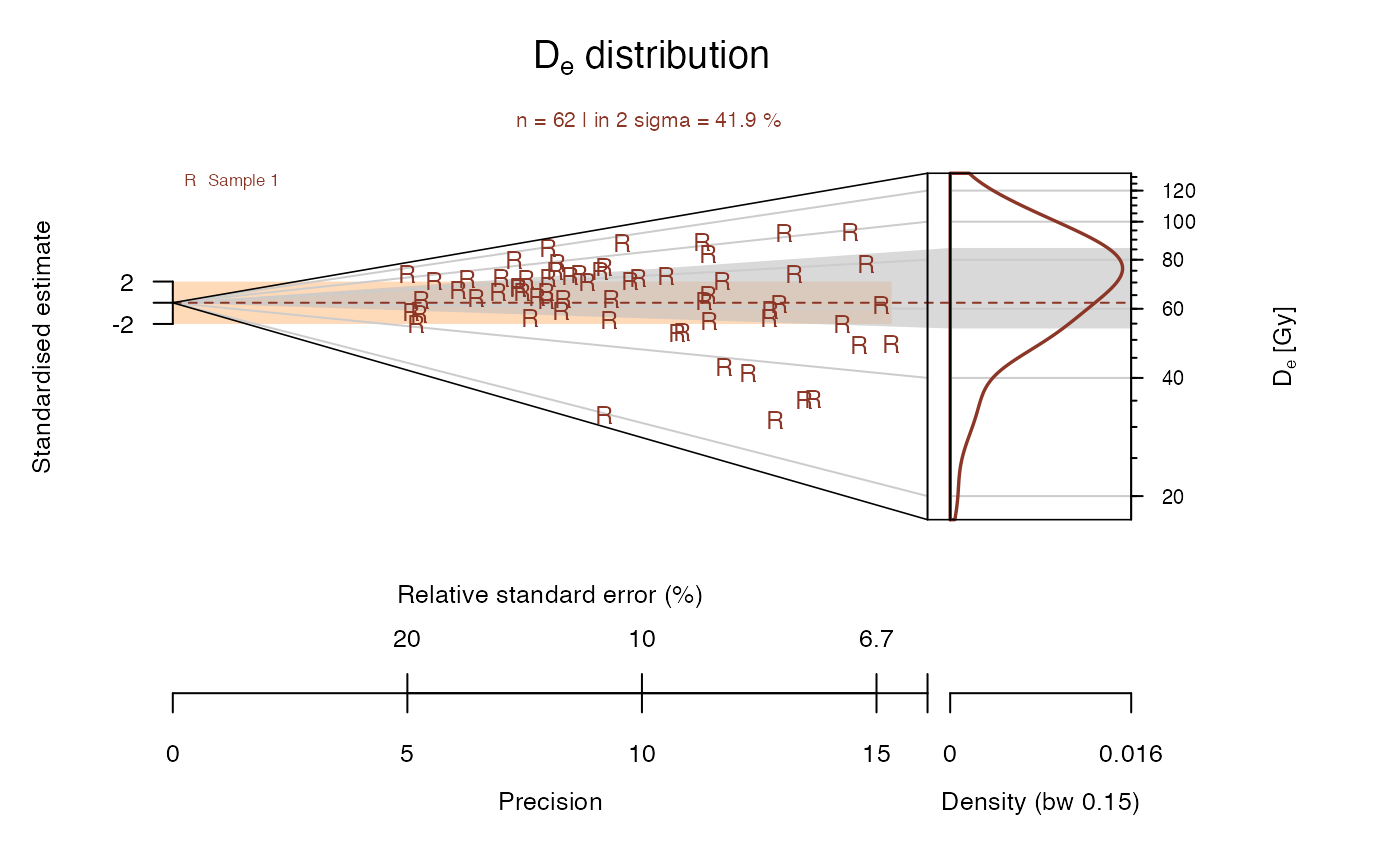 De distribution
n = 62 | in 2 sigma = 41.9 %
R Sample 1
Standardised estimate
2
-2
R R R R R R R R R R R R R R R R R R R R R R R R R R R R R R R R R R R R R R R R R R R R R R R R R R R R R R R R R R R R R R
120
100
80
60
40
20
De [Gy]
Relative standard error (%)
20 10 6.7
0 5 10 15 0 0.016
Precision Density (bw 0.15)